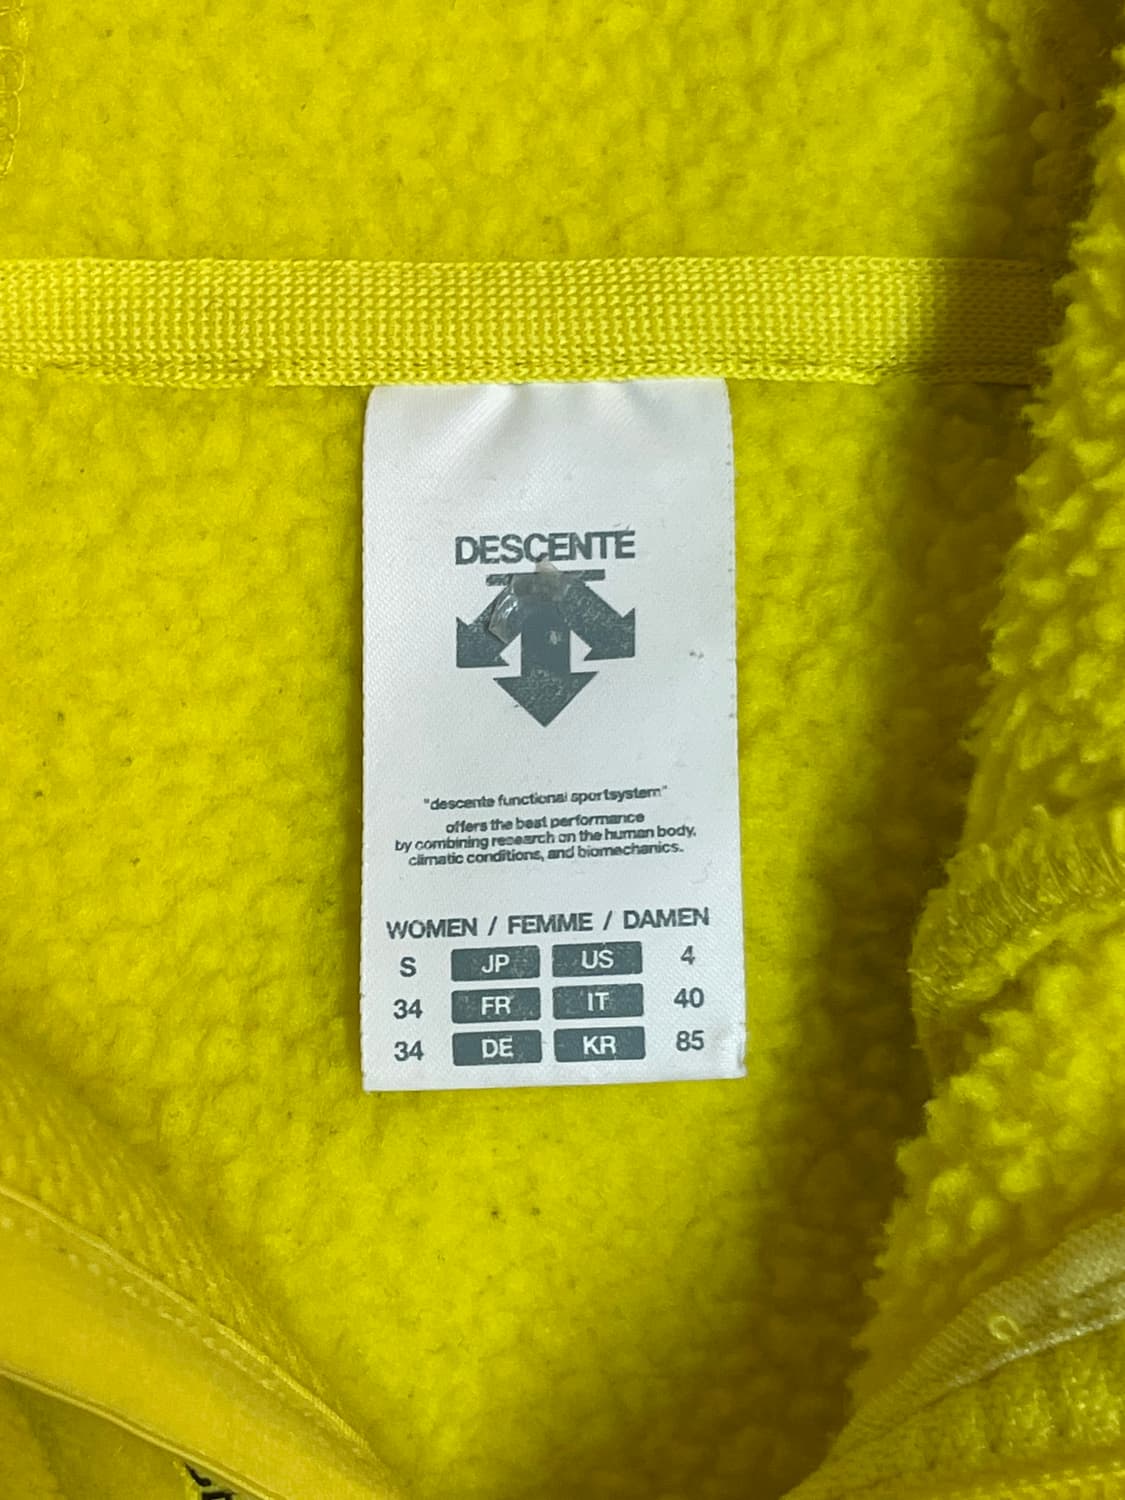 DESCENTE
"descente functional sportsystem"
offers the best performance
by combining research on the human body,
climatic conditions, and biomechanics.
WOMEN / FEMME / DAMEN
S JP US 4
34 FR IT 40
34 DE KR 85